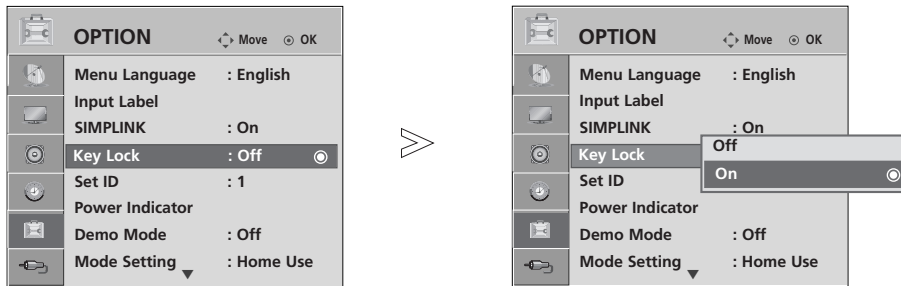 OPTION Move OK
Menu Language : English
Input Label
SIMPLINK : On
Key Lock : Off
Set ID : 1
Power Indicator
Demo Mode : Off
Mode Setting : Home Use
OPTION Move OK
Menu Language : English
Input Label
SIMPLINK : On
Key Lock
Off
On
Set ID
Power Indicator
Demo Mode : Off
Mode Setting : Home Use